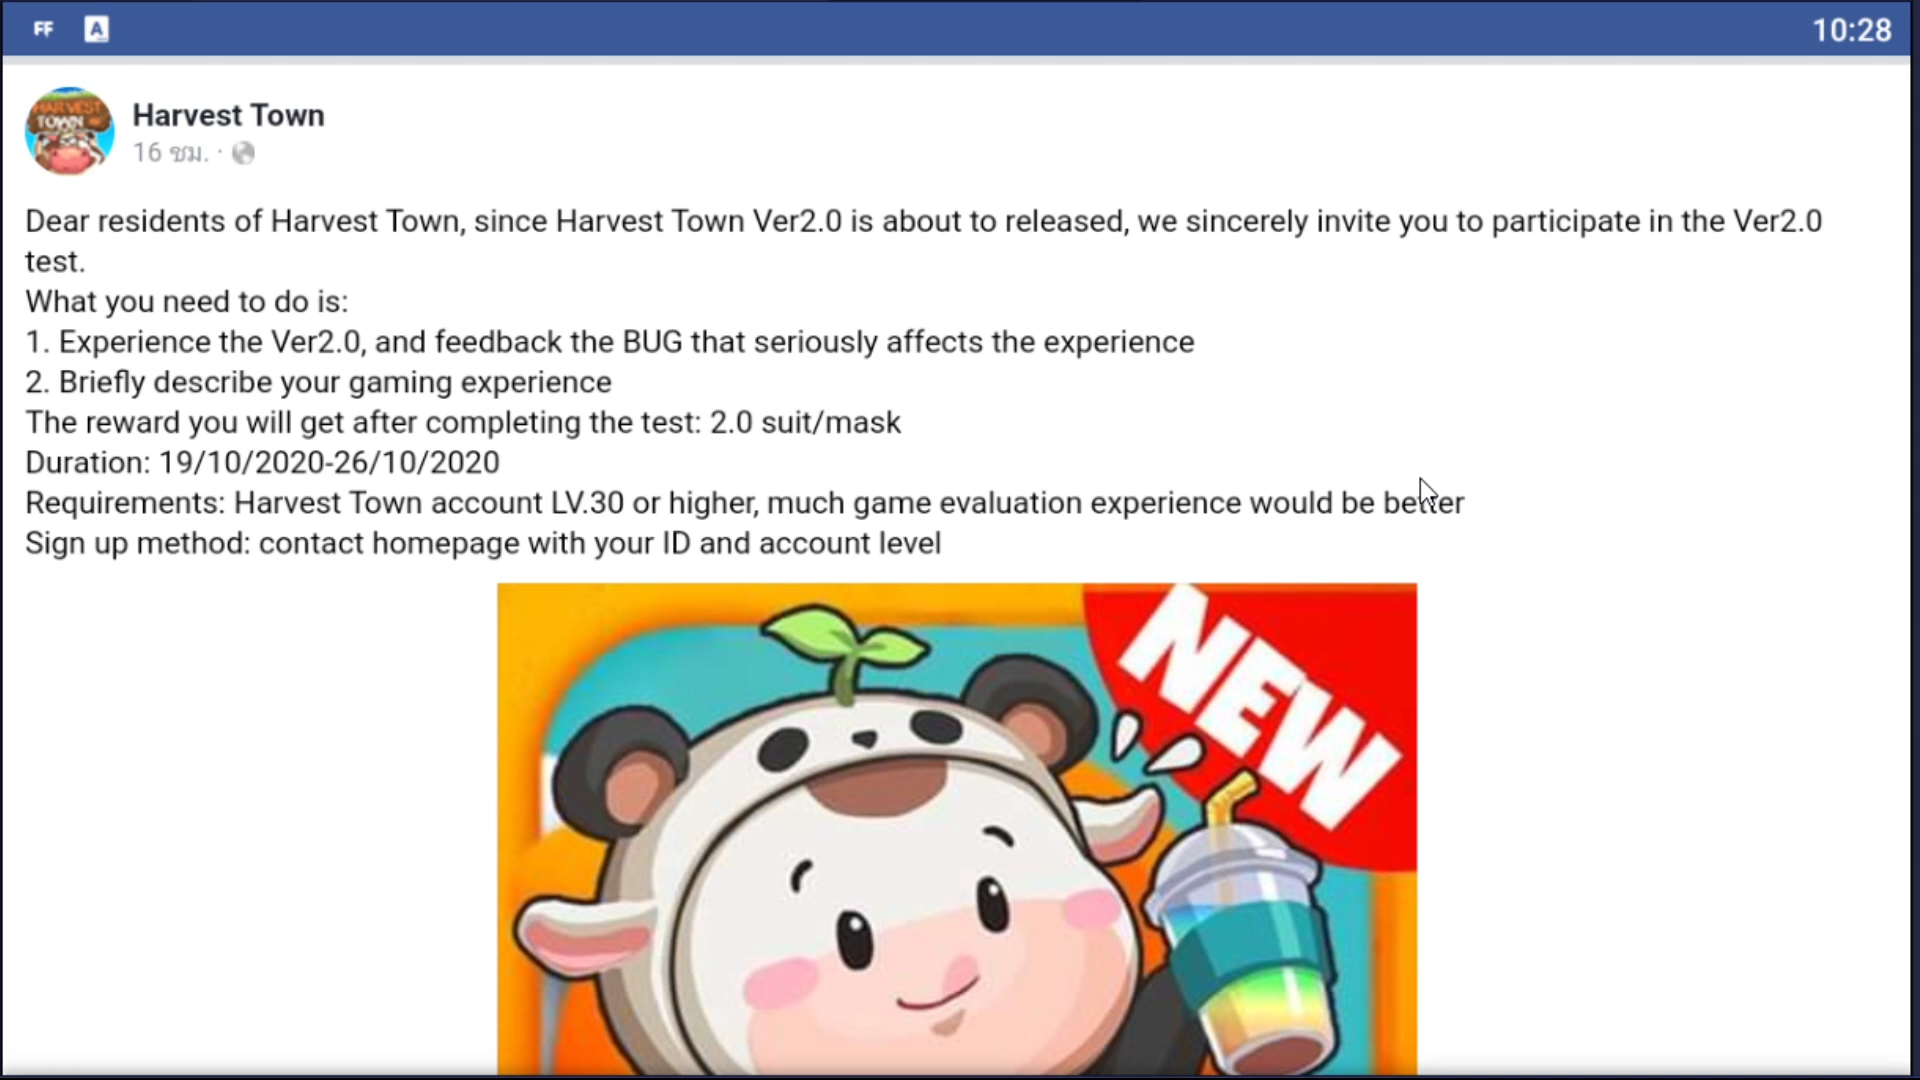 FF A 10:28
HARVEST
TOWN
Harvest Town
16 ชม. ·
Dear residents of Harvest Town, since Harvest Town Ver2.0 is about to released, we sincerely invite you to participate in the Ver2.0
test.
What you need to do is:
1. Experience the Ver2.0, and feedback the BUG that seriously affects the experience
2. Briefly describe your gaming experience
The reward you will get after completing the test: 2.0 suit/mask
Duration: 19/10/2020-26/10/2020
Requirements: Harvest Town account LV.30 or higher, much game evaluation experience would be better
Sign up method: contact homepage with your ID and account level
NEW